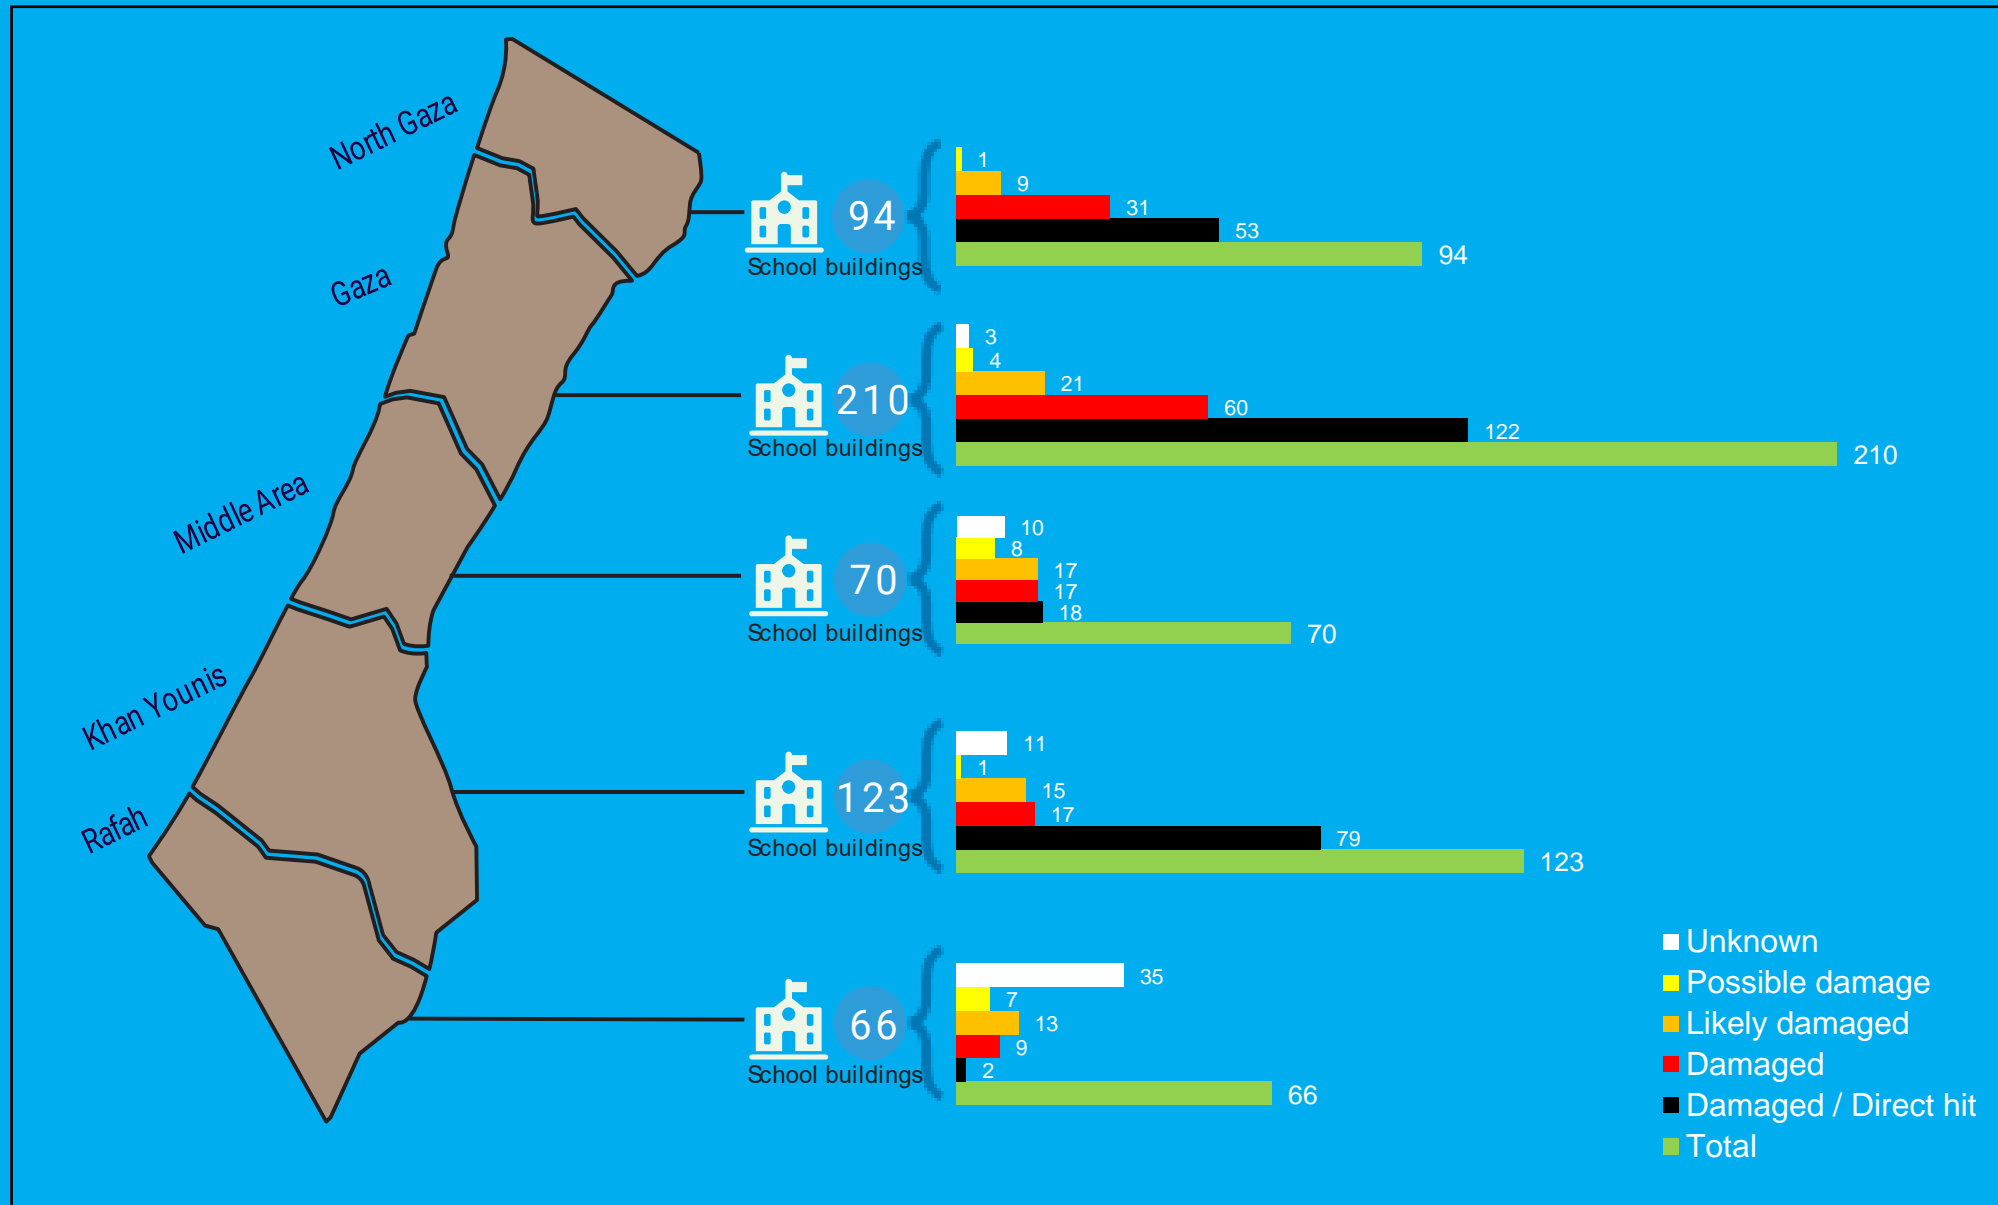 North Gaza
94
School buildings
1
9
31
53
94
Gaza
210
School buildings
3
4
21
60
122
210
Middle Area
70
School buildings
10
8
17
17
18
70
Khan Younis
123
School buildings
11
1
15
17
79
123
Rafah
66
School buildings
35
7
13
9
2
66
Unknown
Possible damage
Likely damaged
Damaged
Damaged / Direct hit
Total